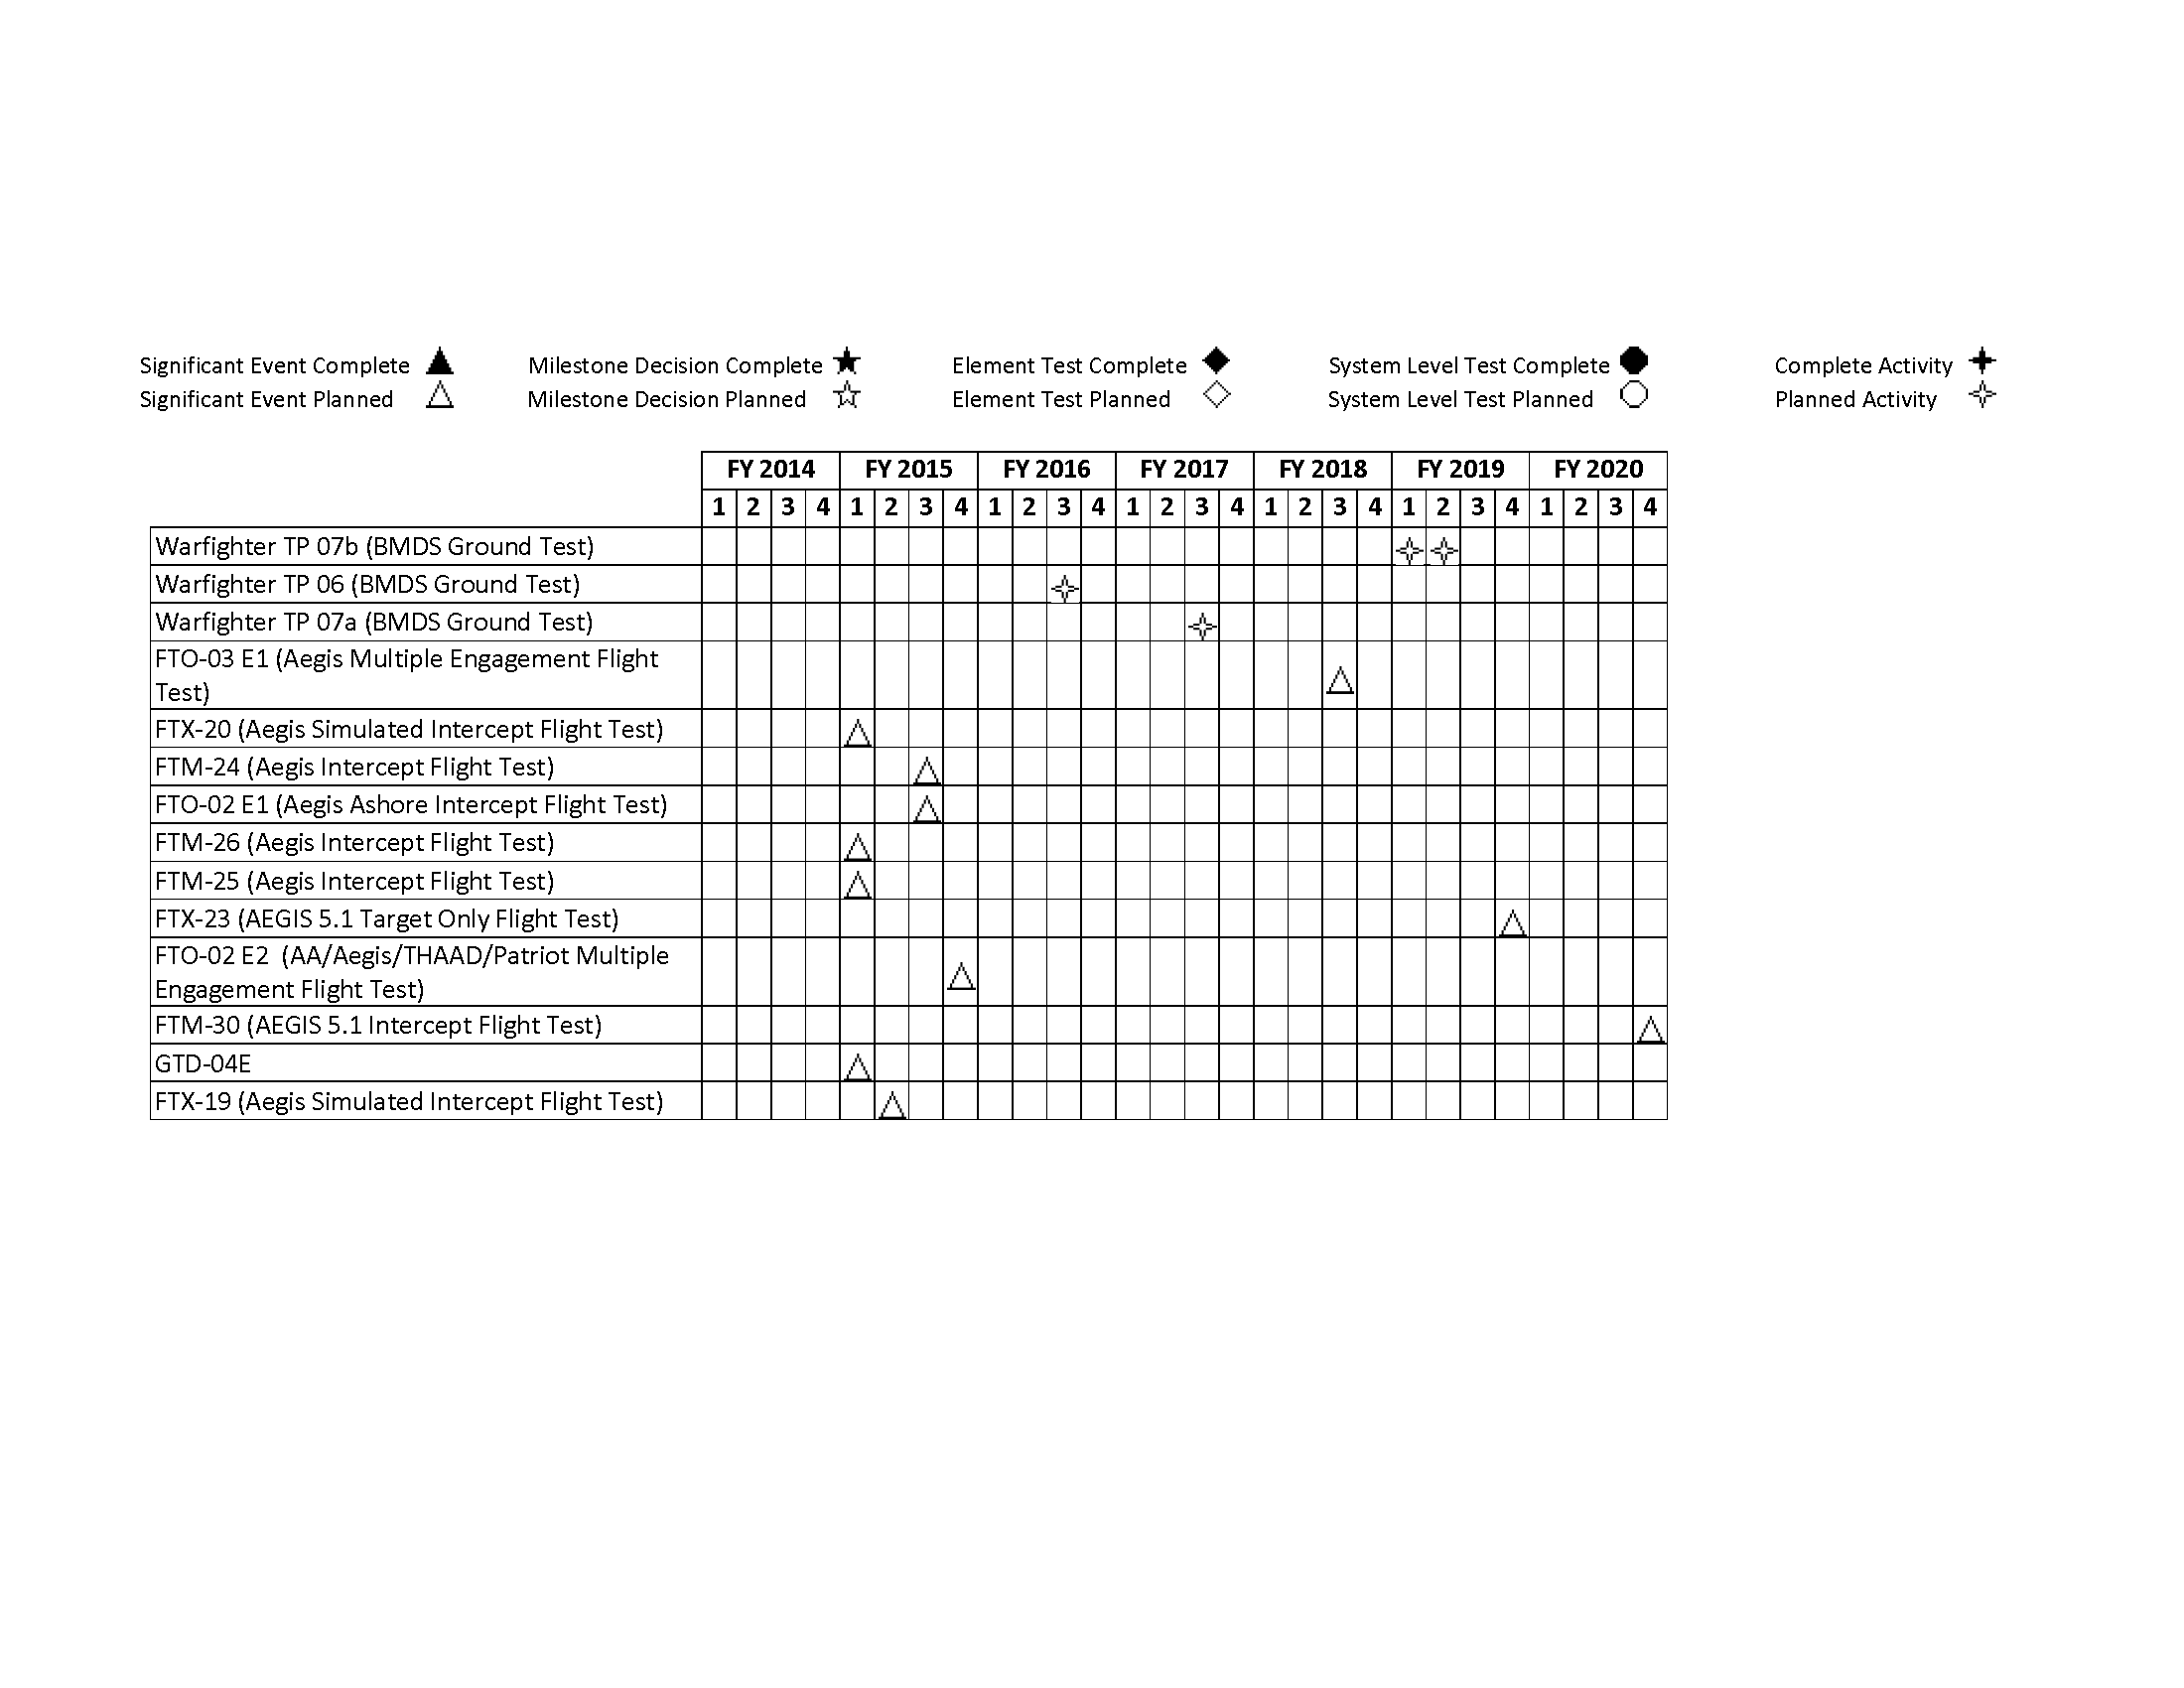 Significant Event Complete Milestone Decision Complete Element Test Complete System Level Test Complete Complete Activity
Significant Event Planned Milestone Decision Planned Element Test Planned System Level Test Planned Planned Activity
FY 2014 FY 2015 FY 2016 FY 2017 FY 2018 FY 2019 FY 2020
1 2 3 4 1 2 3 4 1 2 3 4 1 2 3 4 1 2 3 4 1 2 3 4 1 2 3 4
Warfighter TP 07b (BMDS Ground Test)
Warfighter TP 06 (BMDS Ground Test)
Warfighter TP 07a (BMDS Ground Test)
FTO-03 E1 (Aegis Multiple Engagement Flight
Test)
FTX-20 (Aegis Simulated Intercept Flight Test)
FTM-24 (Aegis Intercept Flight Test)
FTO-02 E1 (Aegis Ashore Intercept Flight Test)
FTM-26 (Aegis Intercept Flight Test)
FTM-25 (Aegis Intercept Flight Test)
FTX-23 (AEGIS 5.1 Target Only Flight Test)
FTO-02 E2 (AA/Aegis/THAAD/Patriot Multiple
Engagement Flight Test)
FTM-30 (AEGIS 5.1 Intercept Flight Test)
GTD-04E
FTX-19 (Aegis Simulated Intercept Flight Test)